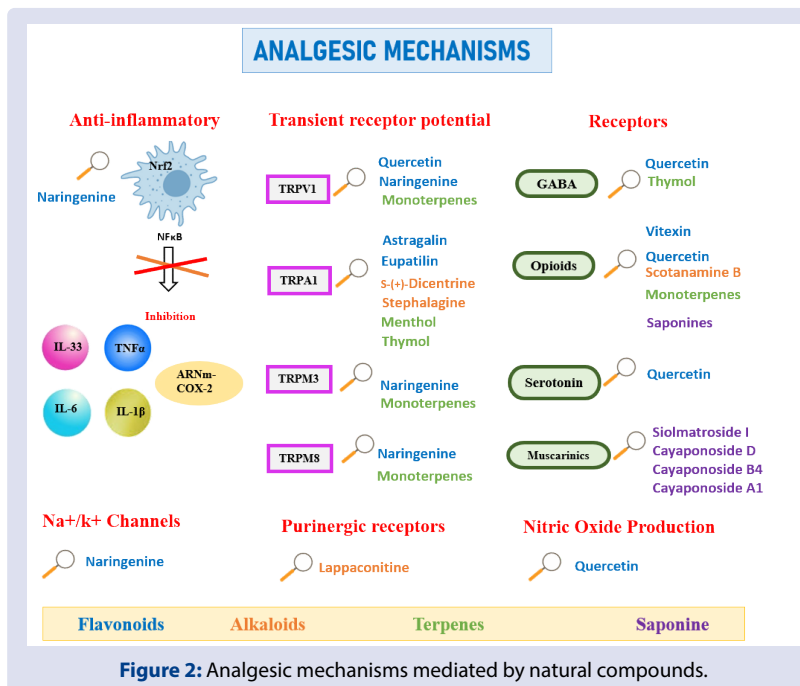 ANALGESIC MECHANISMS
Anti-inflammatory
Naringenine
Nrf2
NFκB
Inhibition
IL-33
TNFα
IL-6
IL-1β
ARNm-
COX-2
Transient receptor potential
TRPV1
Quercetin
Naringenine
Monoterpenes
TRPA1
Astragalin
Eupatilin
S-(+)-Dicentrine
Stephalagine
Menthol
Thymol
TRPM3
Naringenine
Monoterpenes
TRPM8
Naringenine
Monoterpenes
Receptors
GABA
Quercetin
Thymol
Opioids
Vitexin
Quercetin
Scotanamine B
Monoterpenes
Saponines
Serotonin
Quercetin
Muscarinics
Siolmatroside I
Cayaponoside D
Cayaponoside B4
Cayaponoside A1
Na+/k+ Channels
Naringenine
Purinergic receptors
Lappaconitine
Nitric Oxide Production
Quercetin
Flavonoids Alkaloids Terpenes Saponine
Figure 2: Analgesic mechanisms mediated by natural compounds.